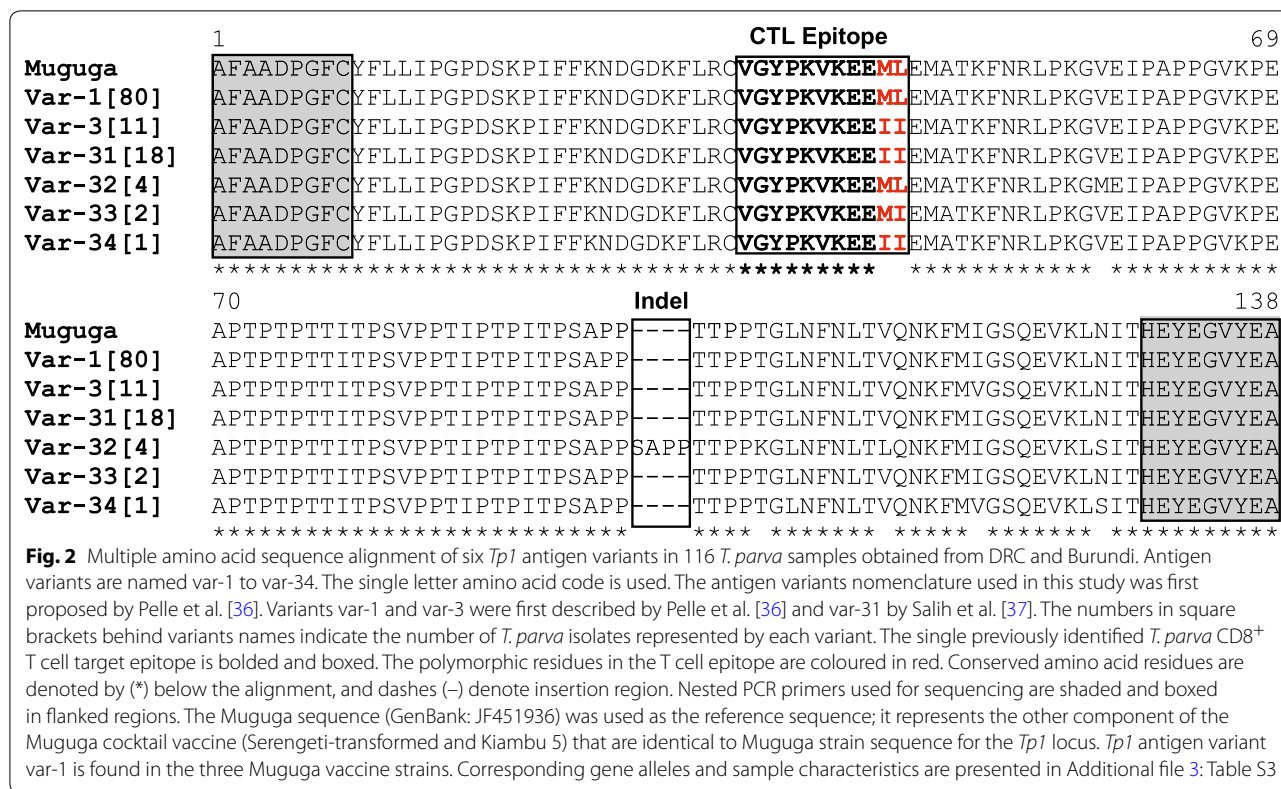 1 CTL Epitope 69
Muguga AFAADPGFCYFLLIPGPDSKPIFFKNDGDKFLRCVGYPKVKEEMLEMATKFNRLPKGVEIPAPPGVKPE
Var-1[80] AFAADPGFCYFLLIPGPDSKPIFFKNDGDKFLRCVGYPKVKEEMLEMATKFNRLPKGVEIPAPPGVKPE
Var-3[11] AFAADPGFCYFLLIPGPDSKPIFFKNDGDKFLRCVGYPKVKEEIIEMATKFNRLPKGVEIPAPPGVKPE
Var-31[18] AFAADPGFCYFLLIPGPDSKPIFFKNDGDKFLRCVGYPKVKEEIIEMATKFNRLPKGVEIPAPPGVKPE
Var-32[4] AFAADPGFCYFLLIPGPDSKPIFFKNDGDKFLRCVGYPKVKEEMLEMATKFNRLPKGMEIPAPPGVKPE
Var-33[2] AFAADPGFCYFLLIPGPDSKPIFFKNDGDKFLRCVGYPKVKEEMIEMATKFNRLPKGVEIPAPPGVKPE
Var-34[1] AFAADPGFCYFLLIPGPDSKPIFFKNDGDKFLRCVGYPKVKEEIIEMATKFNRLPKGVEIPAPPGVKPE
******************************************* ************ ***********
70 Indel 138
Muguga APTPTPTTITPSVPPTIPTPITPSAPP----TTPPTGLNFNLTVQNKFMIGSQEVKLNITHEYEGVYEA
Var-1[80] APTPTPTTITPSVPPTIPTPITPSAPP----TTPPTGLNFNLTVQNKFMIGSQEVKLNITHEYEGVYEA
Var-3[11] APTPTPTTITPSVPPTIPTPITPSAPP----TTPPTGLNFNLTVQNKFMVGSQEVKLNITHEYEGVYEA
Var-31[18] APTPTPTTITPSVPPTIPTPITPSAPP----TTPPTGLNFNLTVQNKFMIGSQEVKLNITHEYEGVYEA
Var-32[4] APTPTPTTITPSVPPTIPTPITPSAPPSAPPTTPPKGLNFNLTLQNKFMIGSQEVKLSITHEYEGVYEA
Var-33[2] APTPTPTTITPSVPPTIPTPITPSAPP----TTPPTGLNFNLTVQNKFMIGSQEVKLNITHEYEGVYEA
Var-34[1] APTPTPTTITPSVPPTIPTPITPSAPP----TTPPTGLNFNLTVQNKFMVGSQEVKLSITHEYEGVYEA
*************************** **** ******* ***** ******* ***********
Fig. 2 Multiple amino acid sequence alignment of six Tp1 antigen variants in 116 T. parva samples obtained from DRC and Burundi. Antigen
variants are named var-1 to var-34. The single letter amino acid code is used. The antigen variants nomenclature used in this study was first
proposed by Pelle et al. [36]. Variants var-1 and var-3 were first described by Pelle et al. [36] and var-31 by Salih et al. [37]. The numbers in square
brackets behind variants names indicate the number of T. parva isolates represented by each variant. The single previously identified T. parva CD8+
T cell target epitope is bolded and boxed. The polymorphic residues in the T cell epitope are coloured in red. Conserved amino acid residues are
denoted by (*) below the alignment, and dashes (–) denote insertion region. Nested PCR primers used for sequencing are shaded and boxed
in flanked regions. The Muguga sequence (GenBank: JF451936) was used as the reference sequence; it represents the other component of the
Muguga cocktail vaccine (Serengeti-transformed and Kiambu 5) that are identical to Muguga strain sequence for the Tp1 locus. Tp1 antigen variant
var-1 is found in the three Muguga vaccine strains. Corresponding gene alleles and sample characteristics are presented in Additional file 3: Table S3